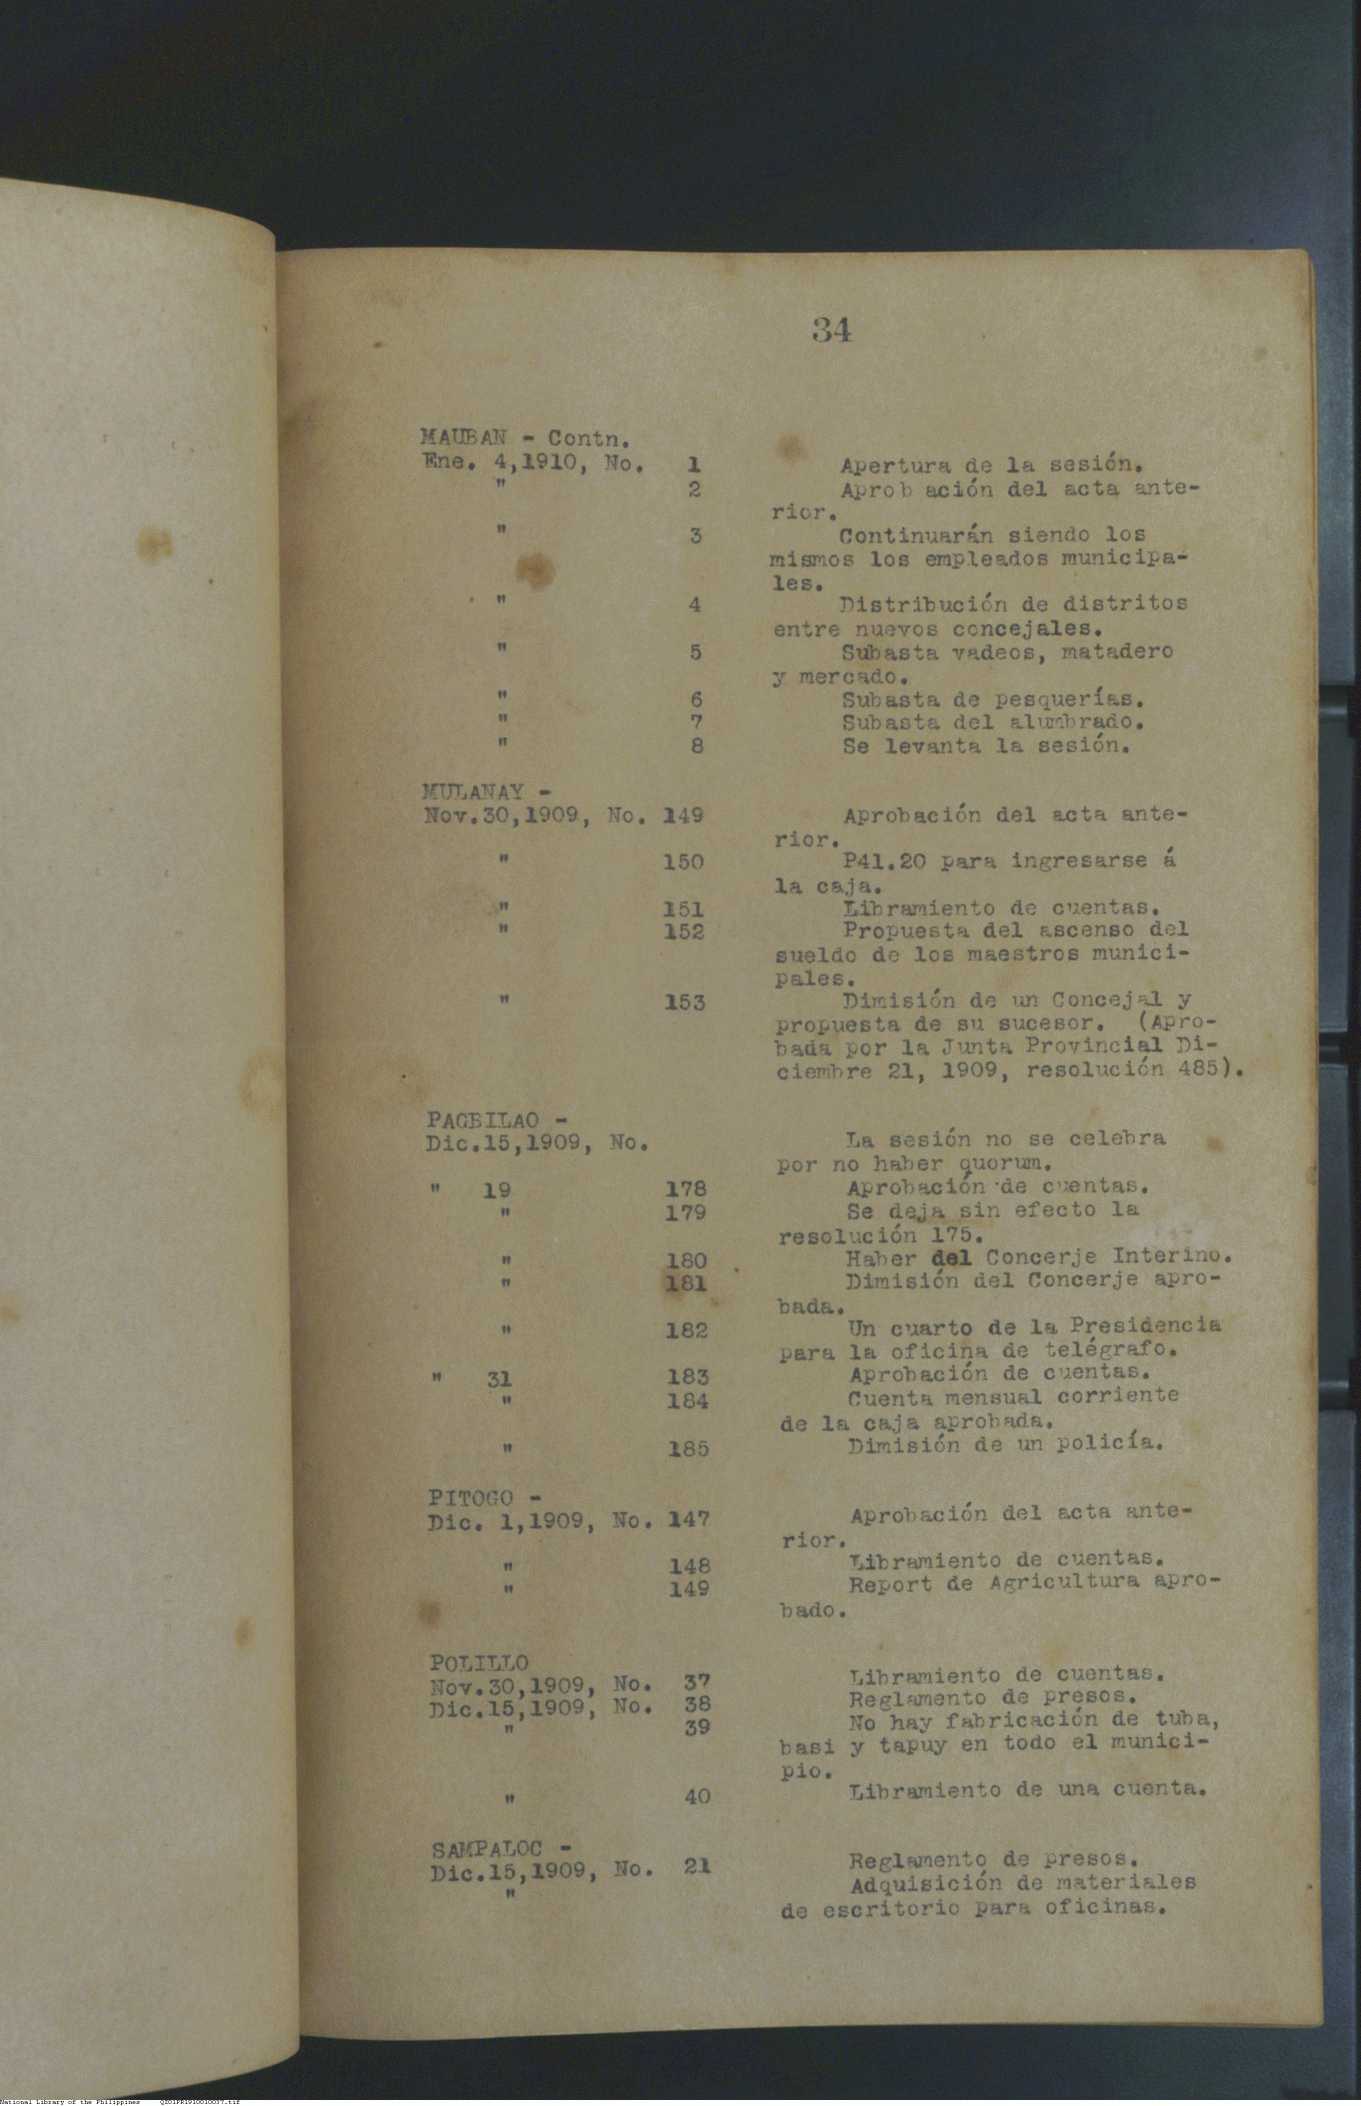 34
MAUBAN - Contn.
Ene. 4,1910, No. 1 Apertura de la sesión.
" 2 Aprob ación del acta ante-
rior.
" 3 Continuarán siendo los
mismos los empleados municipa-
les.
" 4 Distribución de distritos
entre nuevos concejales.
" 5 Subasta vadeos, matadero
y mercado.
" 6 Subasta de pesquerías.
" 7 Subasta del alumbrado.
" 8 Se levanta la sesión.
MULANAY -
Nov.30,1909, No. 149 Aprobación del acta ante-
rior.
" 150 P41.20 para ingresarse á
la caja.
" 151 Libramiento de cuentas.
" 152 Propuesta del ascenso del
sueldo de los maestros munici-
pales.
" 153 Dimisión de un Concejal y
propuesta de su sucesor. (Apro-
bada por la Junta Provincial Di-
ciembre 21, 1909, resolución 485).
PAGBILAO -
Dic.15,1909, No. La sesión no se celebra
por no haber quorum.
" 19 178 Aprobación de cuentas.
" 179 Se deja sin efecto la
resolución 175.
" 180 Haber del Concerje Interino.
" 181 Dimisión del Concerje apro-
bada.
" 182 Un cuarto de la Presidencia
para la oficina de telégrafo.
" 31 183 Aprobación de cuentas.
" 184 Cuenta mensual corriente
de la caja aprobada.
" 185 Dimisión de un policía.
PITOGO -
Dic. 1,1909, No. 147 Aprobación del acta ante-
rior.
" 148 Libramiento de cuentas.
" 149 Report de Agricultura apro-
bado.
POLILLO
Nov.30,1909, No. 37 Libramiento de cuentas.
Dic.15,1909, No. 38 Reglamento de presos.
" 39 No hay fabricación de tuba,
basi y tapuy en todo el munici-
pio.
" 40 Libramiento de una cuenta.
SAMPALOC -
Dic.15,1909, No. 21 Reglamento de presos.
" Adquisición de materiales
de escritorio para oficinas.
National Library of the Philippines QZ01PR1910010037.tif